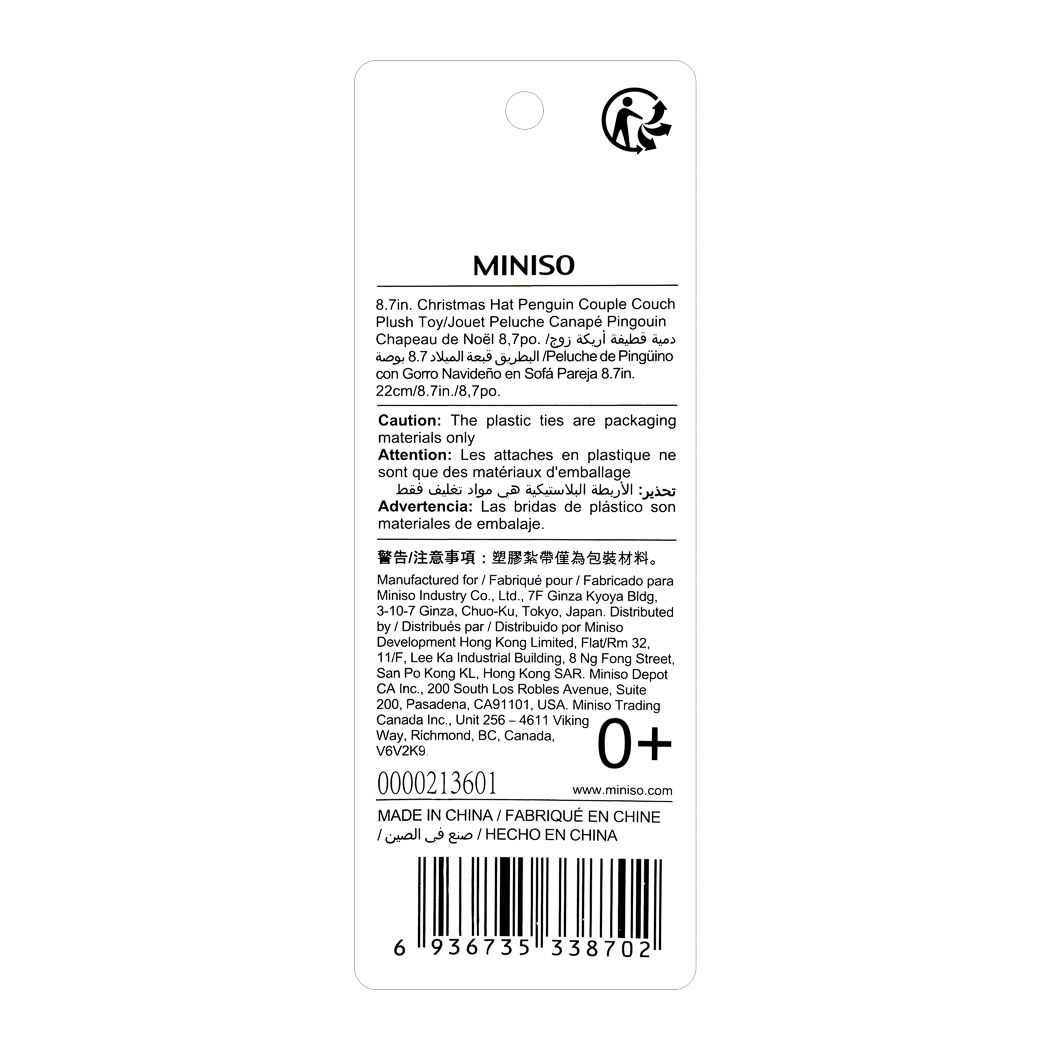 MINISO
8.7in. Christmas Hat Penguin Couple Couch
Plush Toy/Jouet Peluche Canapé Pingouin
Chapeau de Noël 8,7po. /دمية قطيفة أريكة زوج
البطريق قبعة الميلاد 8.7 بوصة /Peluche de Pingüino
con Gorro Navideño en Sofá Pareja 8.7in.
22cm/8.7in./8,7po.
Caution: The plastic ties are packaging
materials only
Attention: Les attaches en plastique ne
sont que des matériaux d'emballage
تحذير: الأربطة البلاستيكية هي مواد تغليف فقط
Advertencia: Las bridas de plástico son
materiales de embalaje.
警告/注意事項：塑膠紮帶僅為包裝材料。
Manufactured for / Fabriqué pour / Fabricado para
Miniso Industry Co., Ltd., 7F Ginza Kyoya Bldg,
3-10-7 Ginza, Chuo-Ku, Tokyo, Japan. Distributed
by / Distribués par / Distribuido por Miniso
Development Hong Kong Limited, Flat/Rm 32,
11/F, Lee Ka Industrial Building, 8 Ng Fong Street,
San Po Kong KL, Hong Kong SAR. Miniso Depot
CA Inc., 200 South Los Robles Avenue, Suite
200, Pasadena, CA91101, USA. Miniso Trading
Canada Inc., Unit 256 – 4611 Viking
Way, Richmond, BC, Canada,
V6V2K9.
0+
0000213601
www.miniso.com
MADE IN CHINA / FABRIQUÉ EN CHINE
/ صنع في الصين / HECHO EN CHINA
6 936735 338702